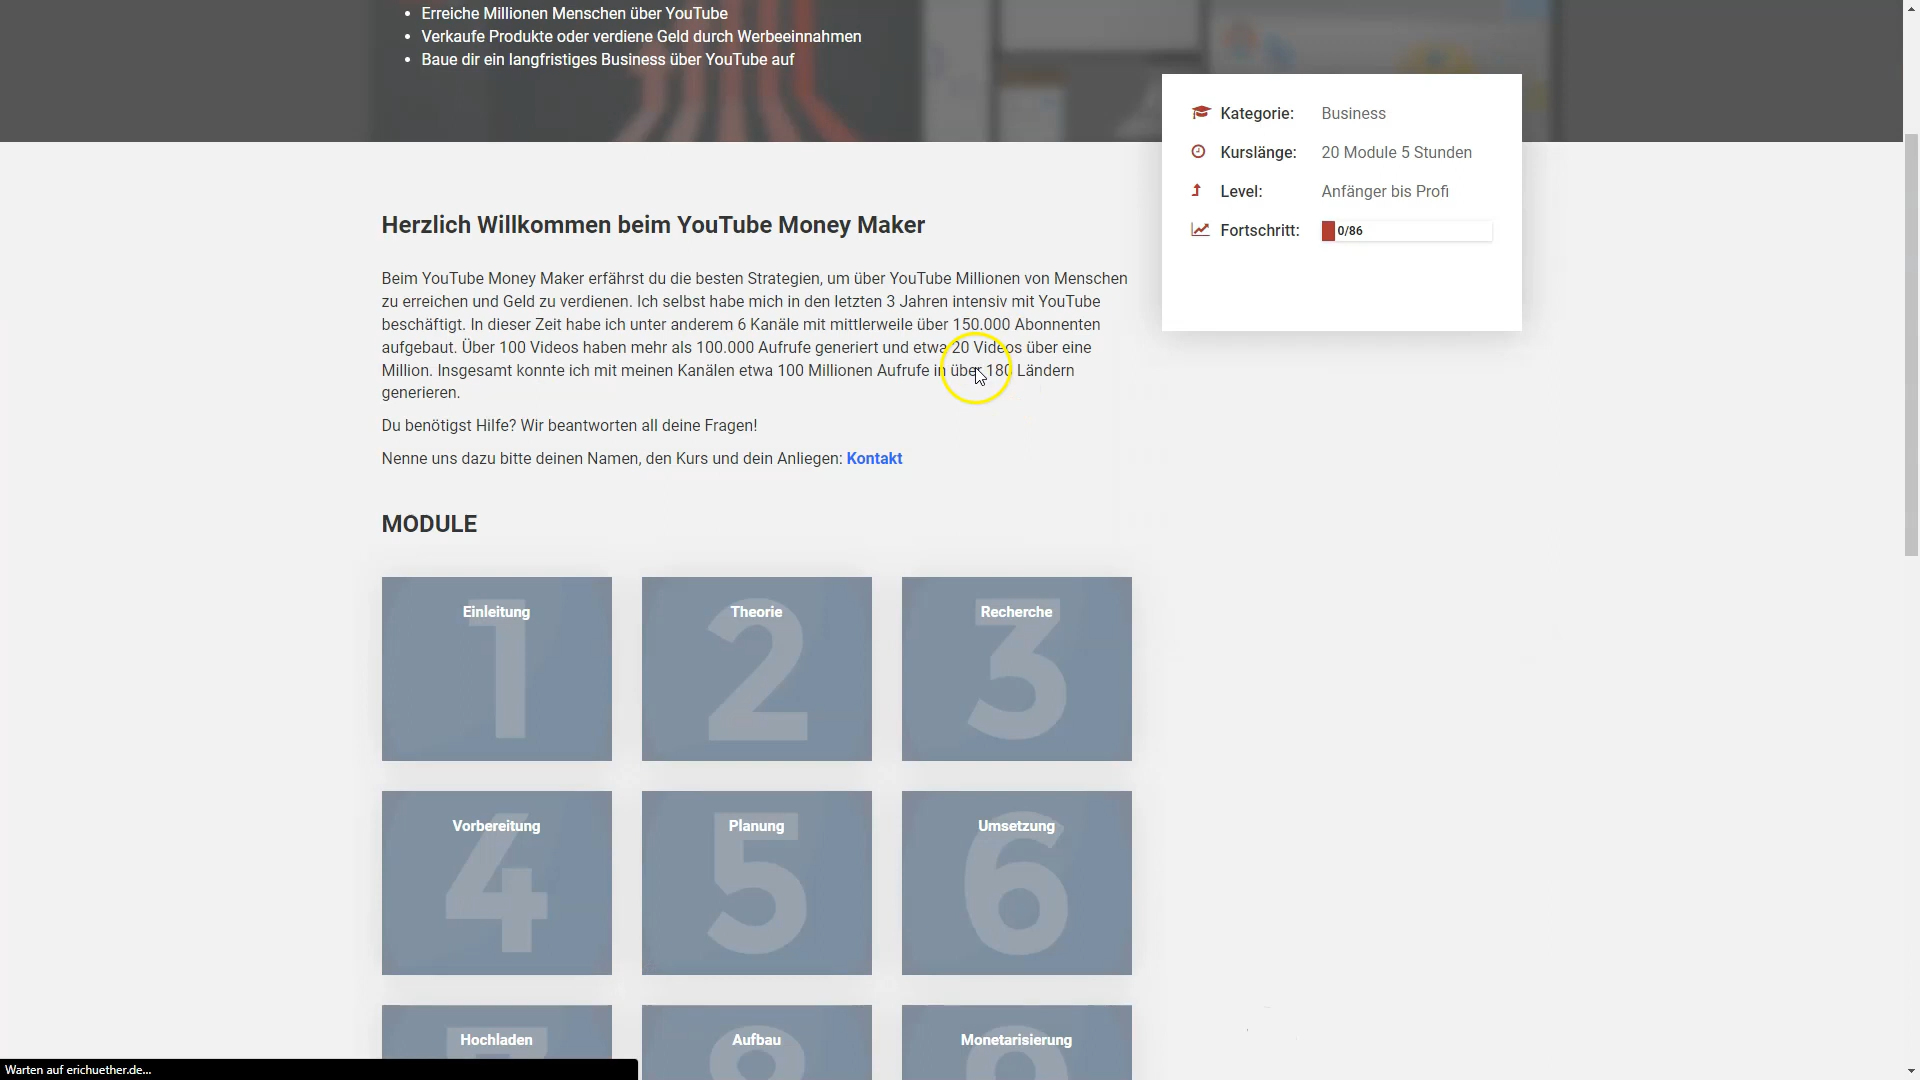 Erreiche Millionen Menschen über YouTube
Verkaufe Produkte oder verdiene Geld durch Werbeeinnahmen
Baue dir ein langfristiges Business über YouTube auf
Kategorie: Business
Kurslänge: 20 Module 5 Stunden
Level: Anfänger bis Profi
Fortschritt: 0/86
Herzlich Willkommen beim YouTube Money Maker
Beim YouTube Money Maker erfährst du die besten Strategien, um über YouTube Millionen von Menschen
zu erreichen und Geld zu verdienen. Ich selbst habe mich in den letzten 3 Jahren intensiv mit YouTube
beschäftigt. In dieser Zeit habe ich unter anderem 6 Kanäle mit mittlerweile über 150.000 Abonnenten
aufgebaut. Über 100 Videos haben mehr als 100.000 Aufrufe generiert und etwa 20 Videos über eine
Million. Insgesamt konnte ich mit meinen Kanälen etwa 100 Millionen Aufrufe in über 180 Ländern
generieren.
Du benötigst Hilfe? Wir beantworten all deine Fragen!
Nenne uns dazu bitte deinen Namen, den Kurs und dein Anliegen: Kontakt
MODULE
Einleitung
1
Theorie
2
Recherche
3
Vorbereitung
4
Planung
5
Umsetzung
6
Hochladen
7
Aufbau
8
Monetarisierung
9
Warten auf erichuether.de...